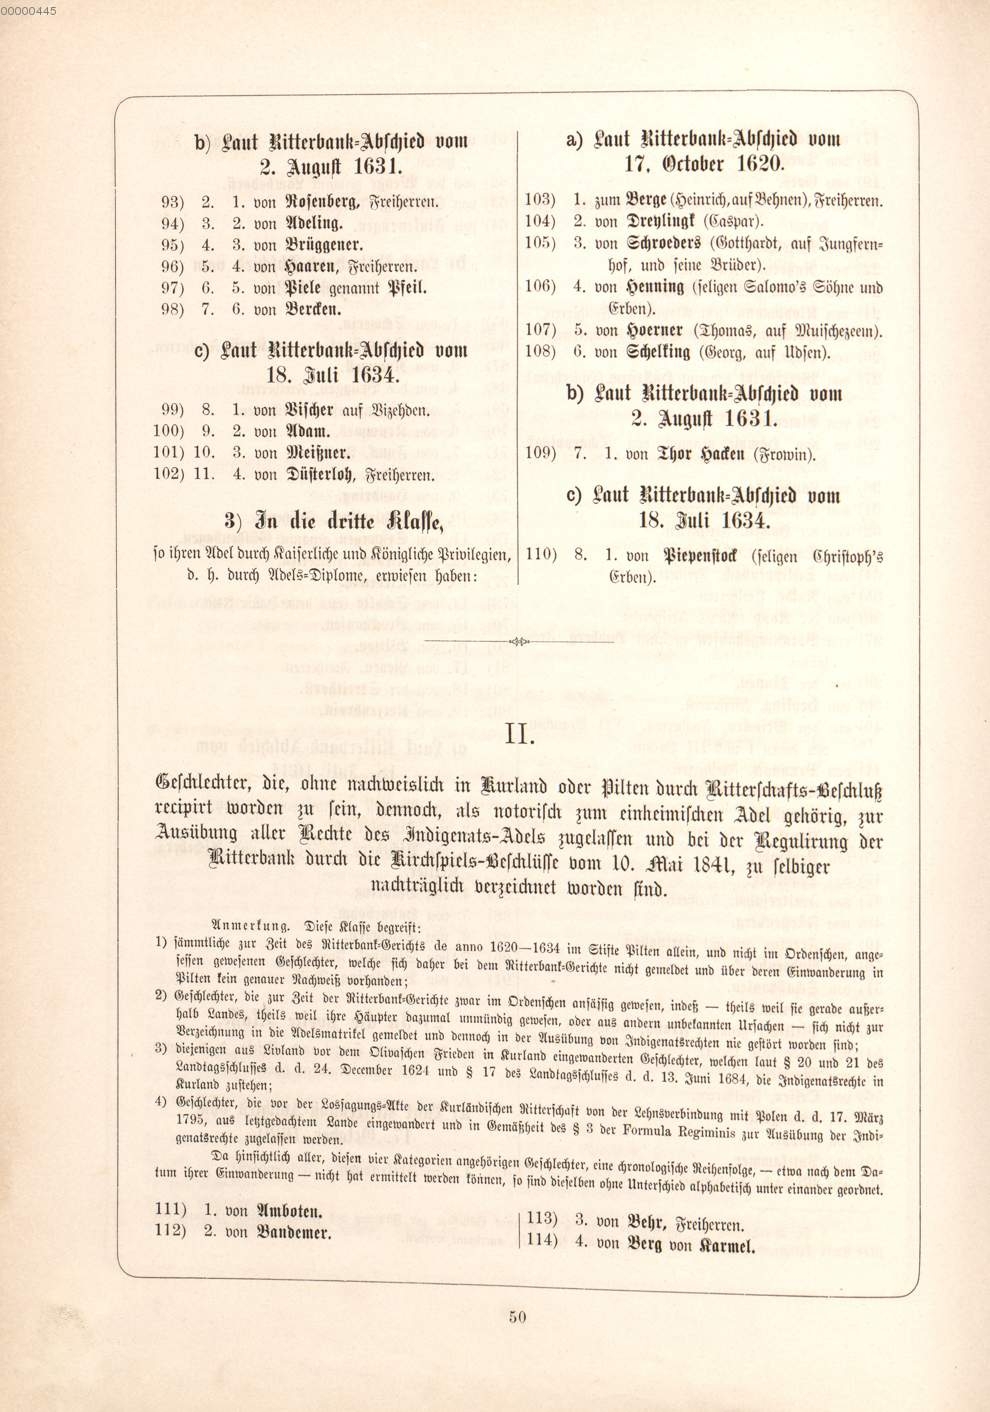 00000445
b) Laut Ritterbank-Abschied vom
2. August 1631.
93) 2. 1. von Rosenberg, Freiherren.
94) 3. 2. von Adeling.
95) 4. 3. von Brüggener.
96) 5. 4. von Haaren, Freiherren.
97) 6. 5. von Piele genannt Pfeil.
98) 7. 6. von Bercken.
c) Laut Ritterbank-Abschied vom
18. Juli 1634.
99) 8. 1. von Vischer auf Vizehden.
100) 9. 2. von Adam.
101) 10. 3. von Meißner.
102) 11. 4. von Düsterloh, Freiherren.
3) In die dritte Klasse,
so ihren Adel durch Kaiserliche und Königliche Privilegien,
d. h. durch Adels-Diplome, erwiesen haben:
a) Laut Ritterbank-Abschied vom
17. October 1620.
103) 1. zum Berge (Heinrich, auf Behnen), Freiherren.
104) 2. von Dreylingk (Caspar).
105) 3. von Schroeders (Gotthardt, auf Jungfern-
hof, und seine Brüder).
106) 4. von Henning (seligen Salomo's Söhne und
Erben).
107) 5. von Hoerner (Thomas, auf Muischezeem).
108) 6. von Schelking (Georg, auf Udsen).
b) Laut Ritterbank-Abschied vom
2. August 1631.
109) 7. 1. von Thor Hacken (Frowin).
c) Laut Ritterbank-Abschied vom
18. Juli 1634.
110) 8. 1. von Piepenstock (seligen Christoph's
Erben).
II.
Geschlechter, die, ohne nachweislich in Kurland oder Pilten durch Ritterschafts-Beschluß
recipirt worden zu sein, dennoch, als notorisch zum einheimischen Adel gehörig, zur
Ausübung aller Rechte des Indigenats-Adels zugelassen und bei der Regulirung der
Ritterbank durch die Kirchspiels-Beschlüsse vom 10. Mai 1841, zu selbiger
nachträglich verzeichnet worden sind.
Anmerkung. Diese Klasse begreift:
1) sämmtliche zur Zeit des Ritterbank-Gerichts de anno 1620—1634 im Stifte Pilten allein, und nicht im Ordenschen, ange-
sessen gewesenen Geschlechter, welche sich daher bei dem Ritterbank-Gerichte nicht gemeldet und über deren Einwanderung in
Pilten kein genauer Nachweiß vorhanden;
2) Geschlechter, die zur Zeit der Ritterbank-Gerichte zwar im Ordenschen ansässig gewesen, indeß — theils weil sie gerade außer-
halb Landes, theils weil ihre Häupter dazumal unmündig gewesen, oder aus andern unbekannten Ursachen — sich nicht zur
Verzeichnung in die Adelsmatrikel gemeldet und dennoch in der Ausübung von Indigenatsrechten nie gestört worden sind;
3) diejenigen aus Livland vor dem Olivaschen Frieden in Kurland eingewanderten Geschlechter, welchen laut § 20 und 21 des
Landtagsschlusses d. d. 24. December 1624 und § 17 des Landtagsschlusses d. d. 13. Juni 1684, die Indigenatsrechte in
Kurland zustehen;
4) Geschlechter, die vor der Lossagungs-Akte der Kurländischen Ritterschaft von der Lehnsverbindung mit Polen d. d. 17. März
1795, aus letztgedachtem Lande eingewandert und in Gemäßheit des § 3 der Formula Regiminis zur Ausübung der Indi-
genatsrechte zugelassen werden.
Da hinsichtlich aller, diesen vier Kategorien angehörigen Geschlechter, eine chronologische Reihenfolge, — etwa nach dem Da-
tum ihrer Einwanderung — nicht hat ermittelt werden können, so sind dieselben ohne Unterschied alphabetisch unter einander geordnet.
111) 1. von Amboten.
112) 2. von Bandemer.
113) 3. von Behr, Freiherren.
114) 4. von Berg von Karmel.
50